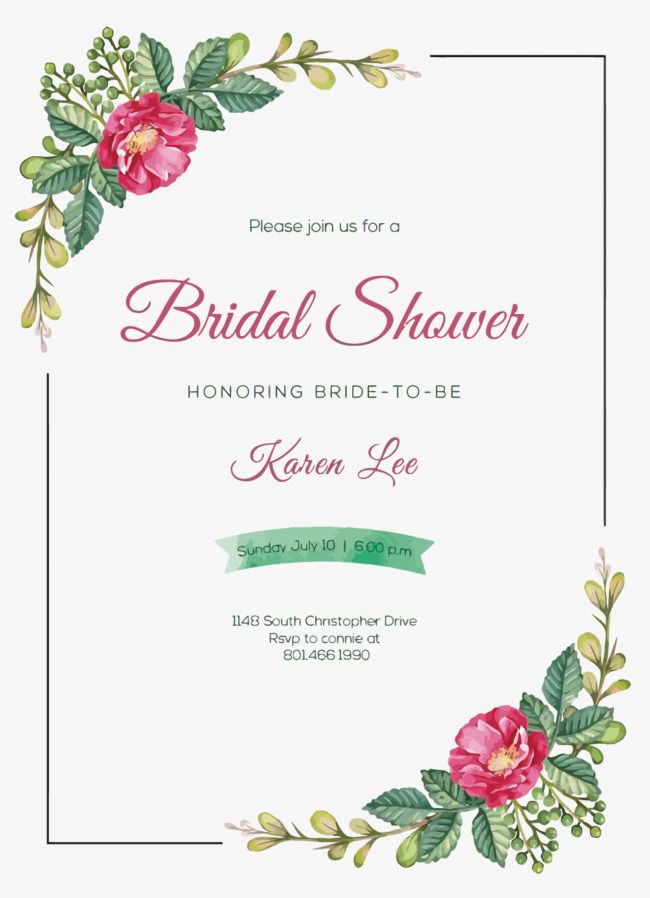 Please join us for a
Bridal Shower
HONORING BRIDE-TO-BE
Karen Lee
Sunday July 10 | 6:00 p.m
1148 South Christopher Drive
Rsvp to connie at
801.466.1990